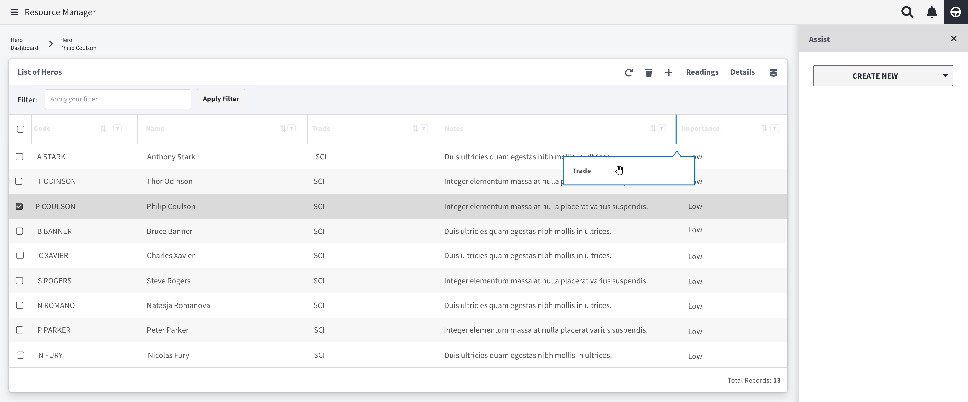 Resource Manager
Hero
Dashboard
Hero
Philip Coulson
Assist
CREATE NEW
List of Heros
Readings
Details
Filter:
Apply your filter
Apply Filter
Code
Name
Trade
Notes
Importance
A STARK Anthony Stark SCI Duis ultricies quam egestas nibh mollis in ultrices.
Trade
T ODINSON Thor Odinson SCI Integer elementum massa at nulla
P COULSON Philip Coulson SCI Integer elementum massa at nulla placerat varius suspendis. Low
B BANNER Bruce Banner SCI Duis ultricies quam egestas nibh mollis in ultrices. Low
C XAVIER Charles Xavier SCI Duis ultricies quam egestas nibh mollis in ultrices. Low
S ROGERS Steve Rogers SCI Integer elementum massa at nulla placerat varius suspendis. Low
N ROMANO Natasja Romanova SCI Duis ultricies quam egestas nibh mollis in ultrices. Low
P PARKER Peter Parker SCI Integer elementum massa at nulla placerat varius suspendis. Low
N FURY Nicolas Fury SCI Duis ultricies quam egestas nibh mollis in ultrices. Low
Total Records: 13